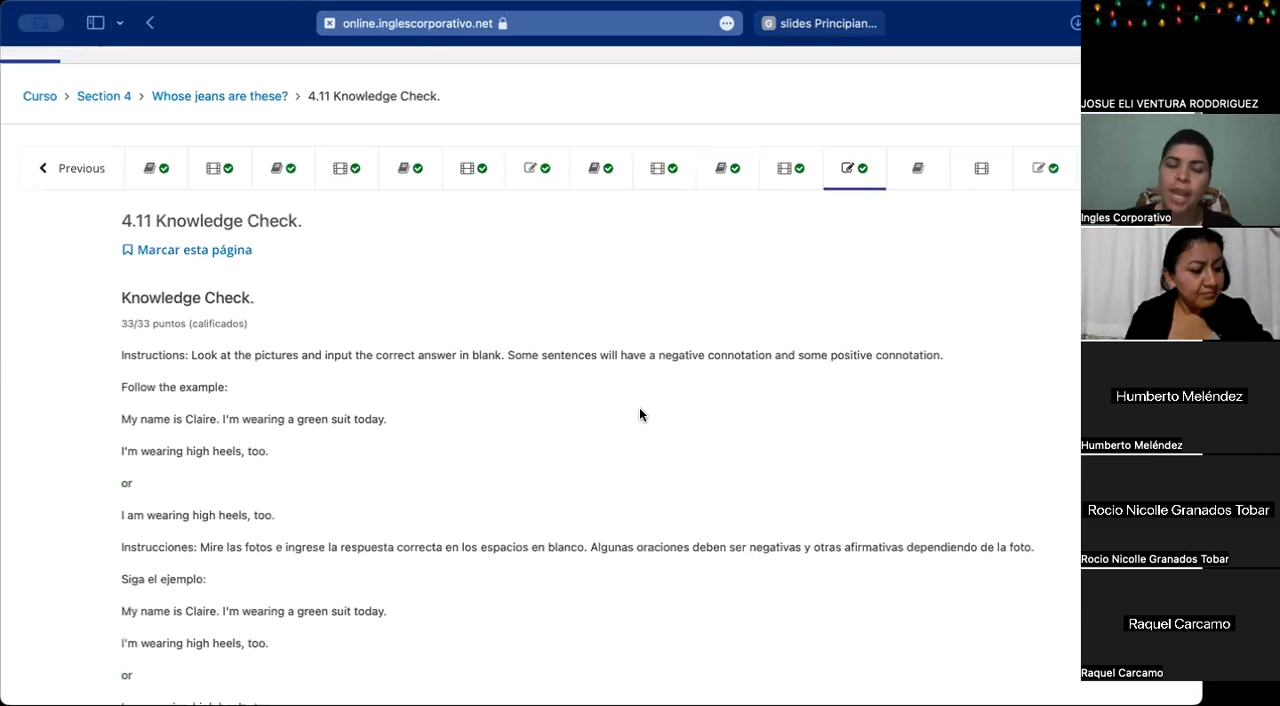 online.inglescorporativo.net
G slides Principian...
Curso > Section 4 > Whose jeans are these? > 4.11 Knowledge Check.
Previous
4.11 Knowledge Check.
Marcar esta página
Knowledge Check.
33/33 puntos (calificados)
Instructions: Look at the pictures and input the correct answer in blank. Some sentences will have a negative connotation and some positive connotation.
Follow the example:
My name is Claire. I'm wearing a green suit today.
I'm wearing high heels, too.
or
I am wearing high heels, too.
Instrucciones: Mire las fotos e ingrese la respuesta correcta en los espacios en blanco. Algunas oraciones deben ser negativas y otras afirmativas dependiendo de la foto.
Siga el ejemplo:
My name is Claire. I'm wearing a green suit today.
I'm wearing high heels, too.
or
JOSUE ELI VENTURA RODDRIGUEZ
Ingles Corporativo
Humberto Meléndez
Humberto Meléndez
Rocio Nicolle Granados Tobar
Rocio Nicolle Granados Tobar
Raquel Carcamo
Raquel Carcamo